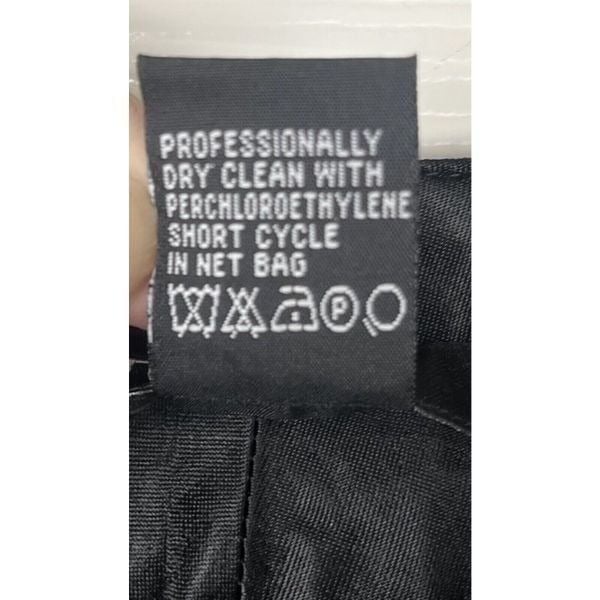 PROFESSIONALLY
DRY CLEAN WITH
PERCHLOROETHYLENE
SHORT CYCLE
IN NET BAG
P